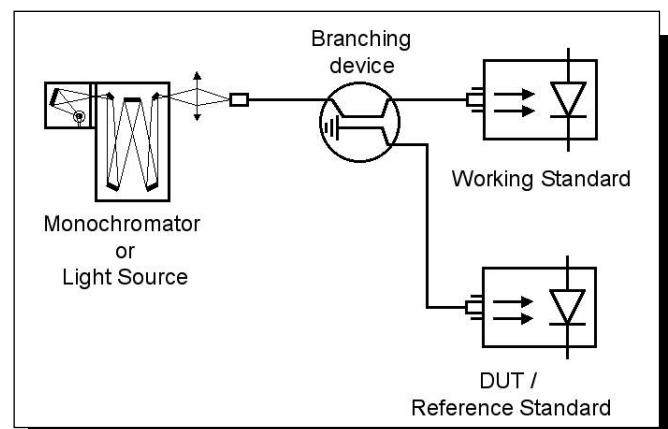 Branching
device
Working Standard
Monochromator
or
Light Source
DUT /
Reference Standard